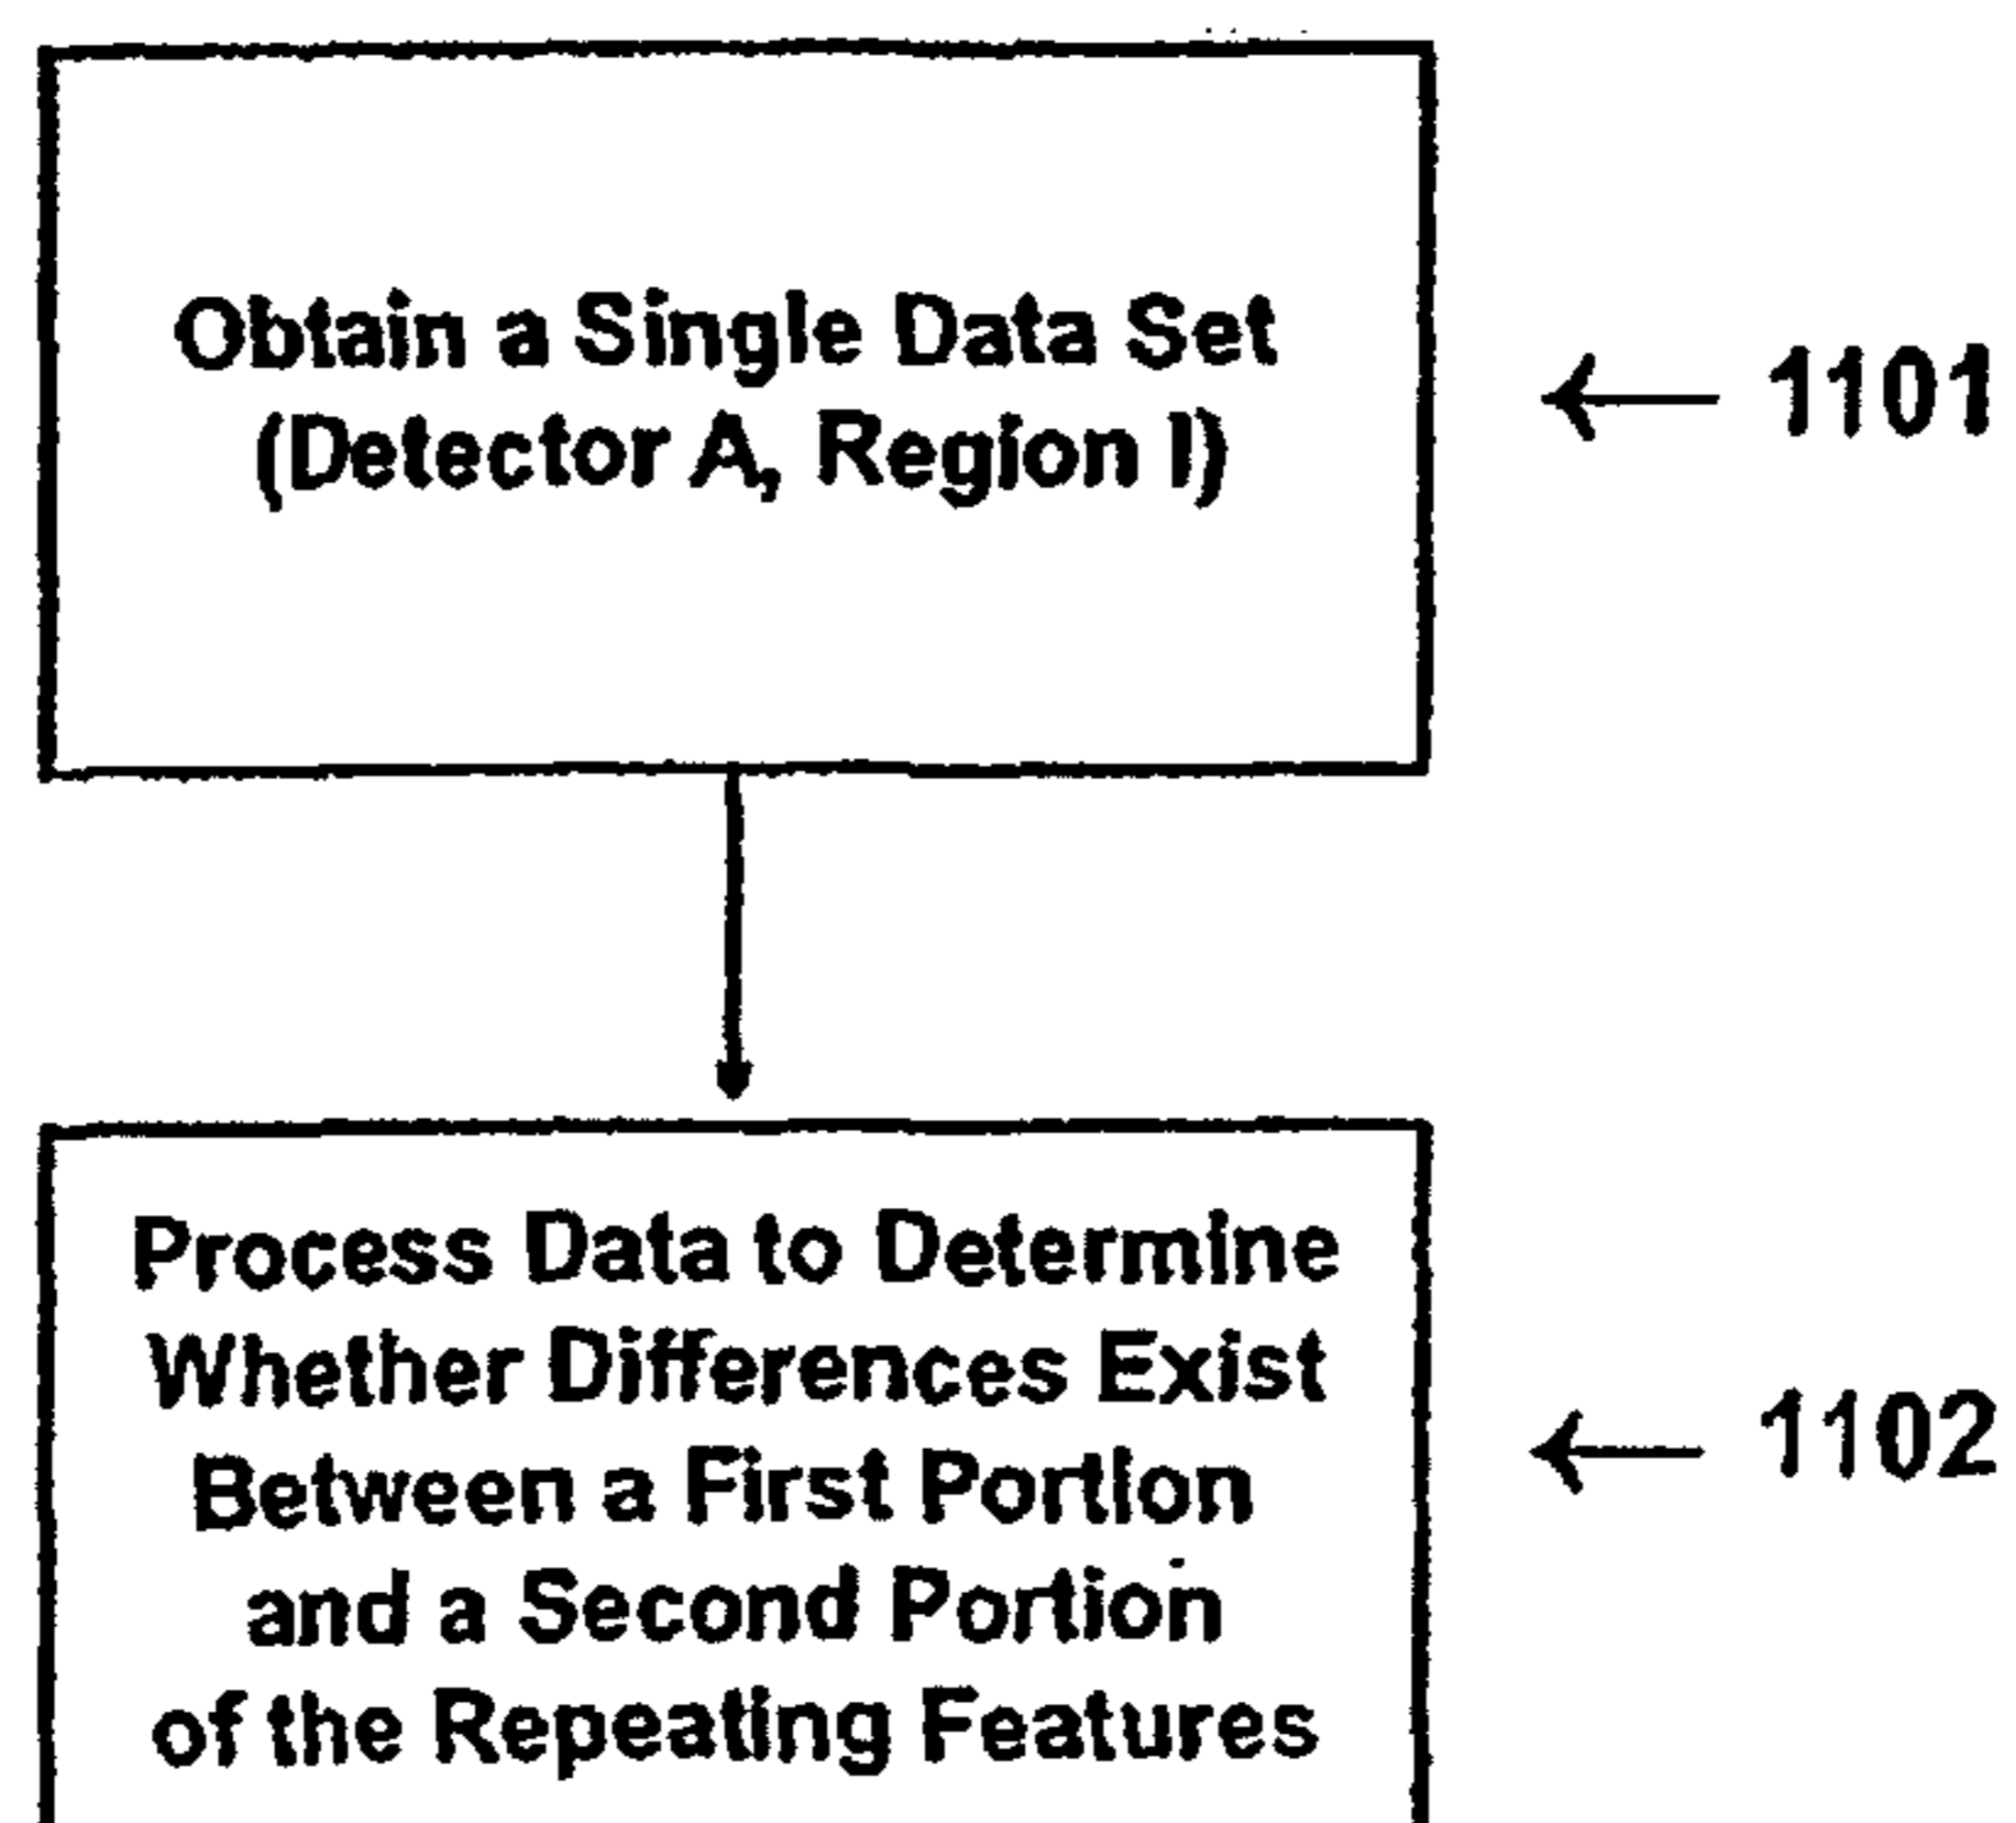 Obtain a Single Data Set
(Detector A, Region I)
1101
Process Data to Determine
Whether Differences Exist
Between a First Portion
and a Second Portion
of the Repeating Features
1102